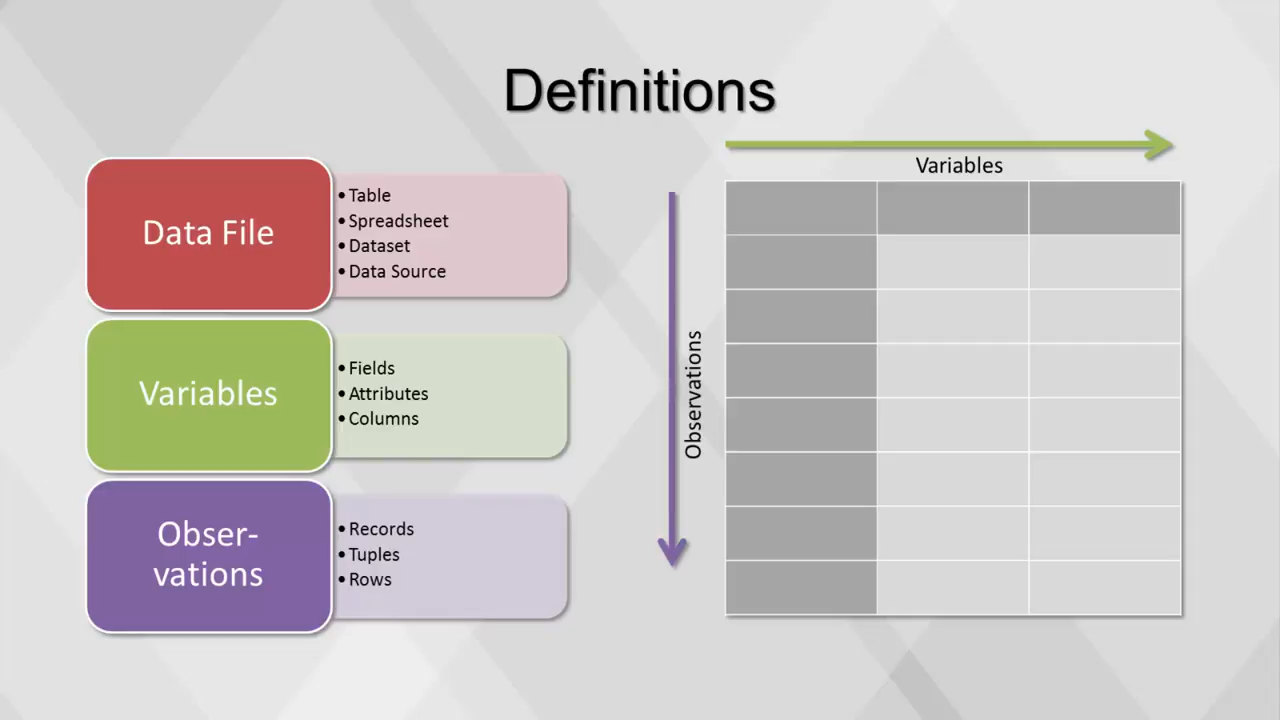 Definitions
Data File
• Table
• Spreadsheet
• Dataset
• Data Source
Variables
• Fields
• Attributes
• Columns
Obser-
vations
• Records
• Tuples
• Rows
Variables
Observations